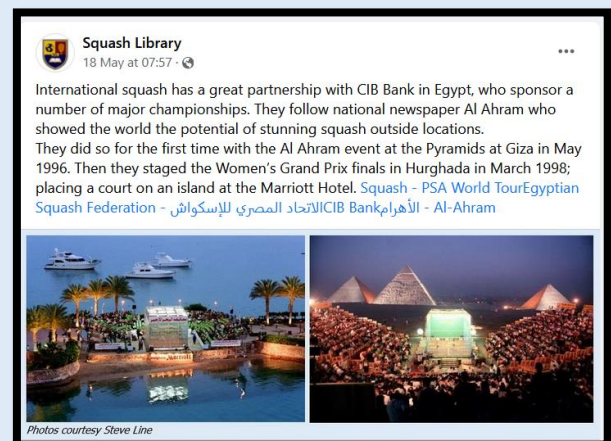 Squash Library
18 May at 07:57 ·
International squash has a great partnership with CIB Bank in Egypt, who sponsor a
number of major championships. They follow national newspaper Al Ahram who
showed the world the potential of stunning squash outside locations.
They did so for the first time with the Al Ahram event at the Pyramids at Giza in May
1996. Then they staged the Women's Grand Prix finals in Hurghada in March 1998;
placing a court on an island at the Marriott Hotel. Squash - PSA World TourEgyptian
Squash Federation - الاتحاد المصري للإسكواشCIB Bankالأهرام - Al-Ahram
Photos courtesy Steve Line